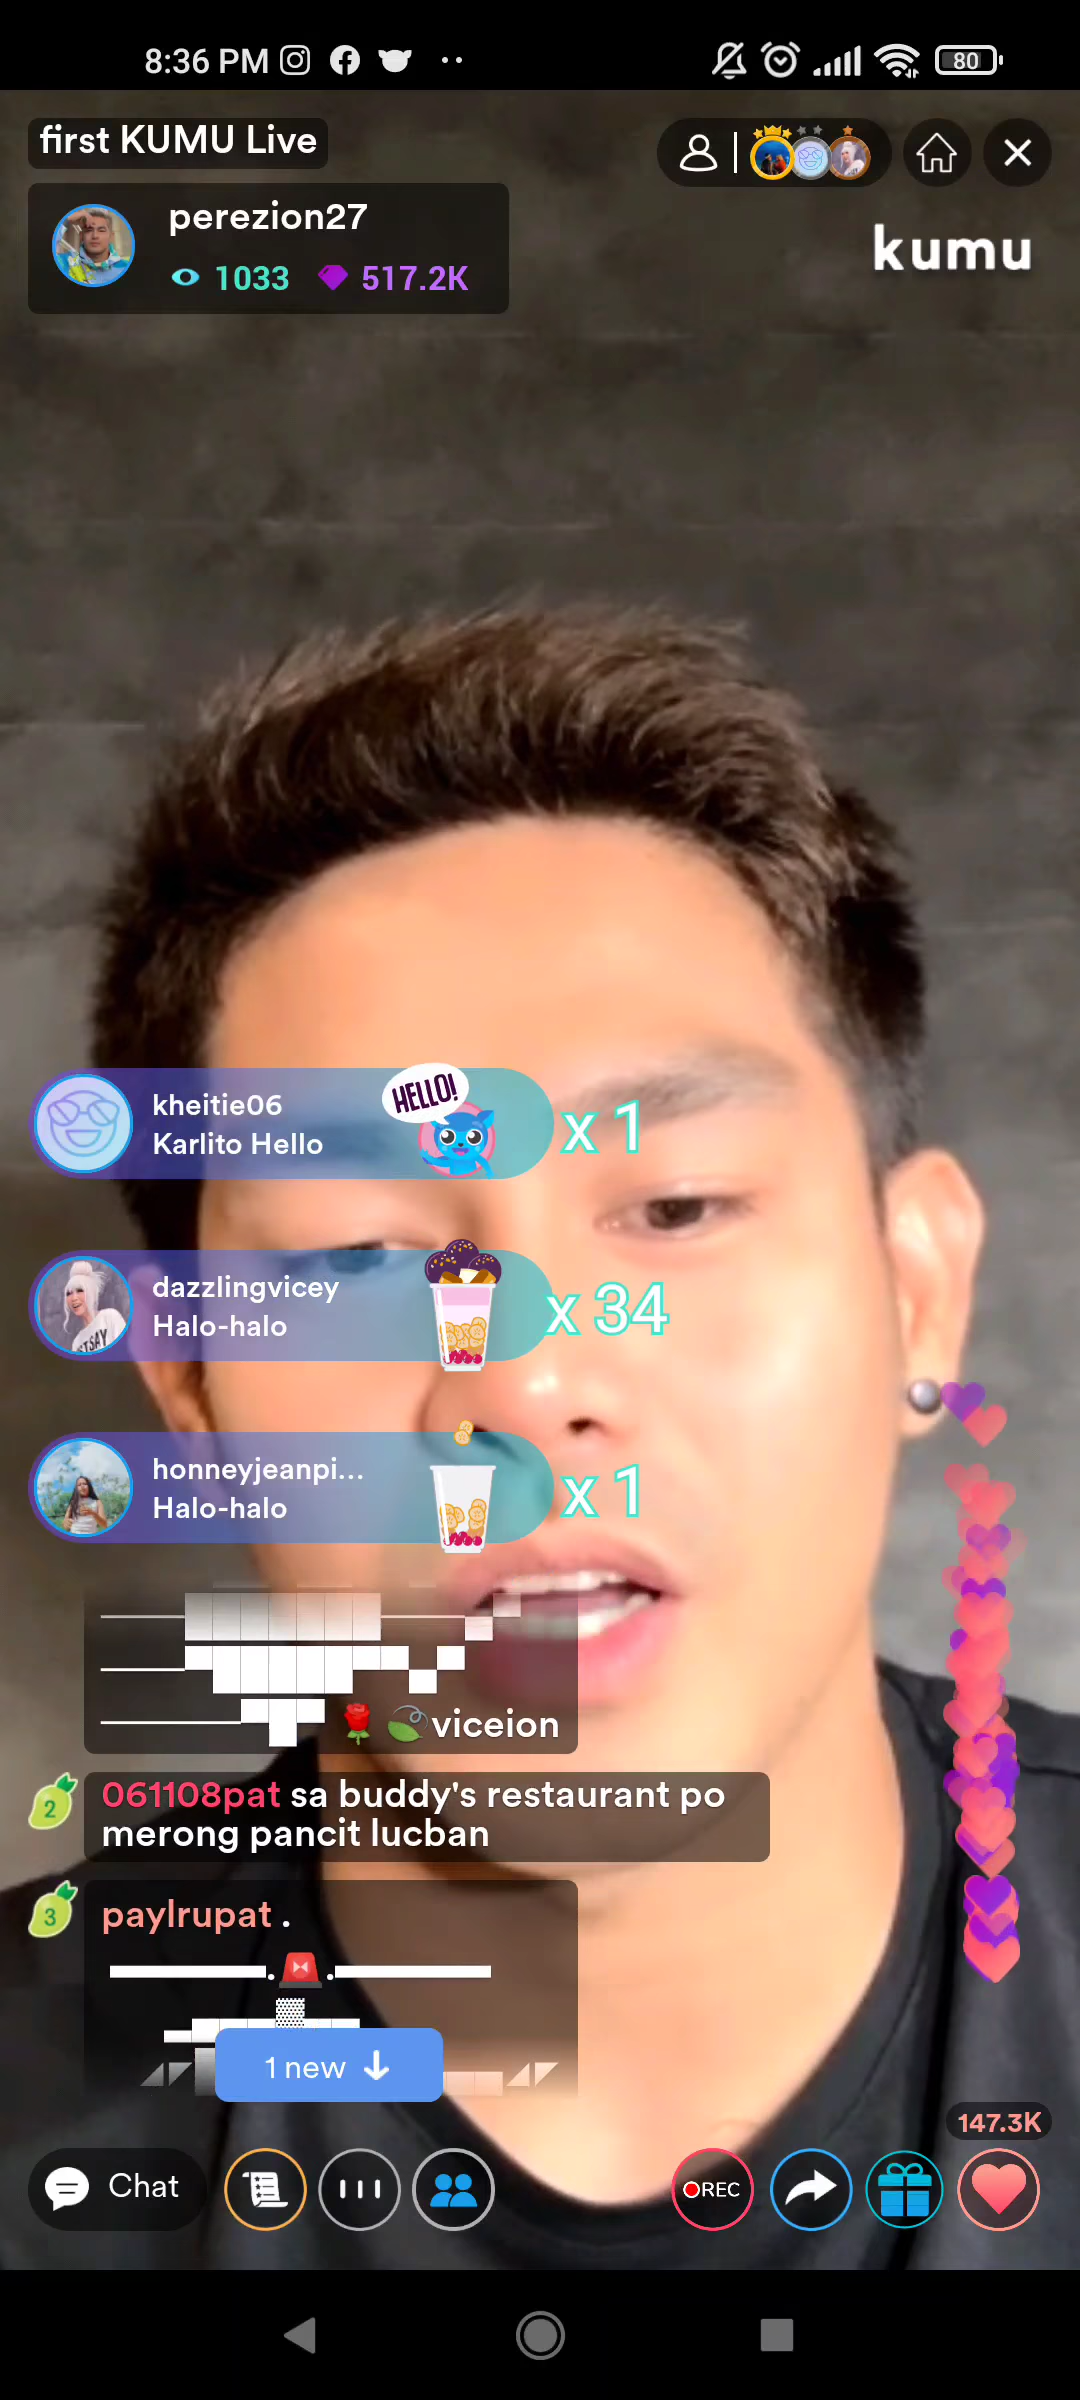 8:36 PM
80
first KUMU Live
perezion27
1033 517.2K
kumu
HELLO!
kheitie06
Karlito Hello
x 1
dazzlingvicey
Halo-halo
x 34
honneyjeanpi...
Halo-halo
x 1
viceion
2
061108pat sa buddy's restaurant po
merong pancit lucban
3
paylrupat .
1 new
147.3K
Chat
REC